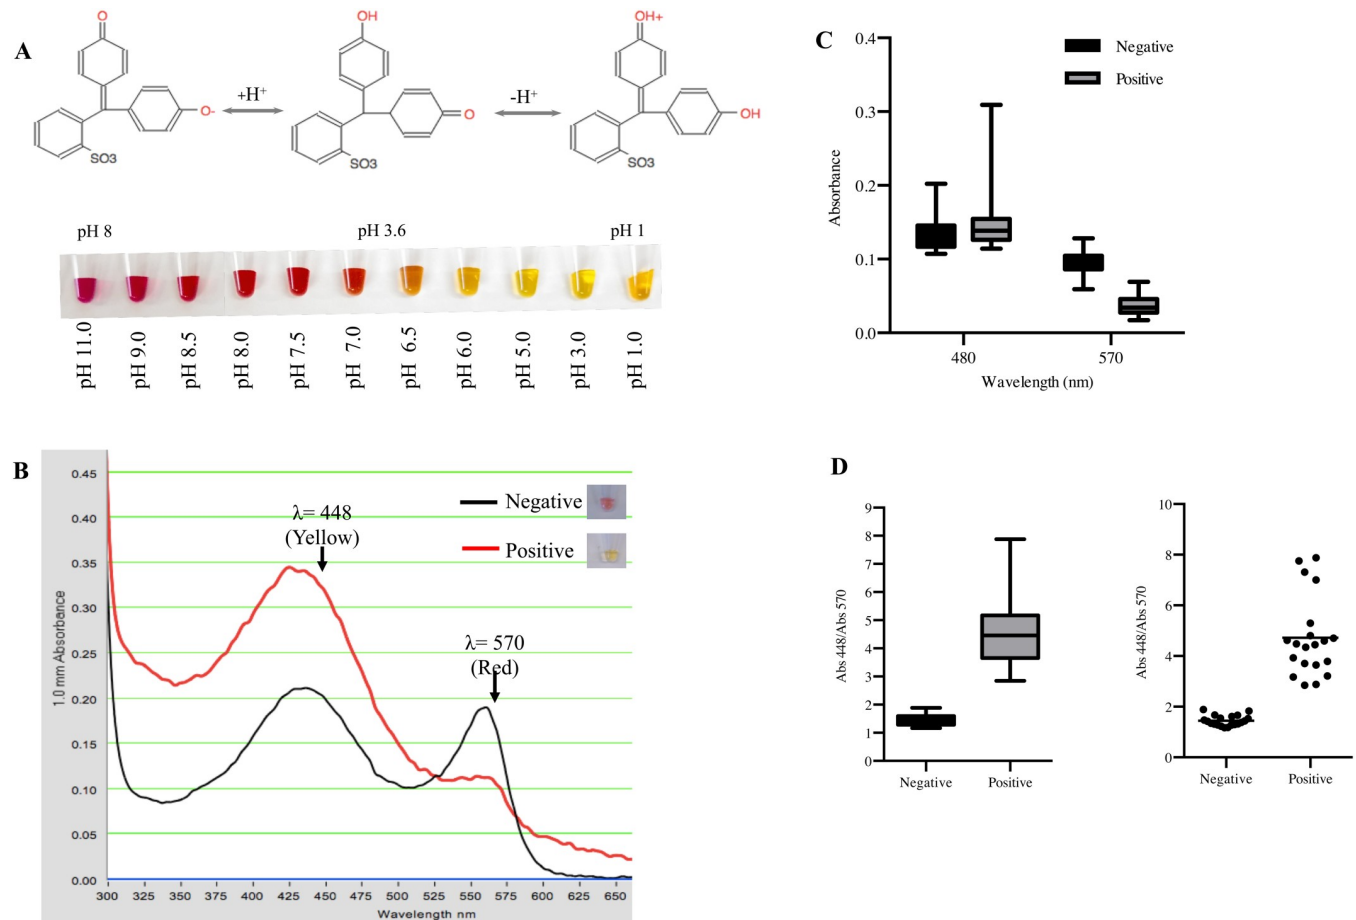 A
O
O-
SO3
+H⁺
OH
O
SO3
-H⁺
OH+
OH
SO3
pH 8
pH 3.6
pH 1
pH 11.0
pH 9.0
pH 8.5
pH 8.0
pH 7.5
pH 7.0
pH 6.5
pH 6.0
pH 5.0
pH 3.0
pH 1.0
B
1.0 mm Absorbance
0.45
0.40
0.35
0.30
0.25
0.20
0.15
0.10
0.05
0.00
Negative
Positive
λ= 448
(Yellow)
λ= 570
(Red)
300 325 350 375 400 425 450 475 500 525 550 575 600 625 650
Wavelength nm
C
Negative
Positive
Absorbance
0.4
0.3
0.2
0.1
0.0
480 570
Wavelength (nm)
D
Abs 448/Abs 570
9
8
7
6
5
4
3
2
1
0
Negative Positive
Abs 448/Abs 570
10
8
6
4
2
0
Negative Positive